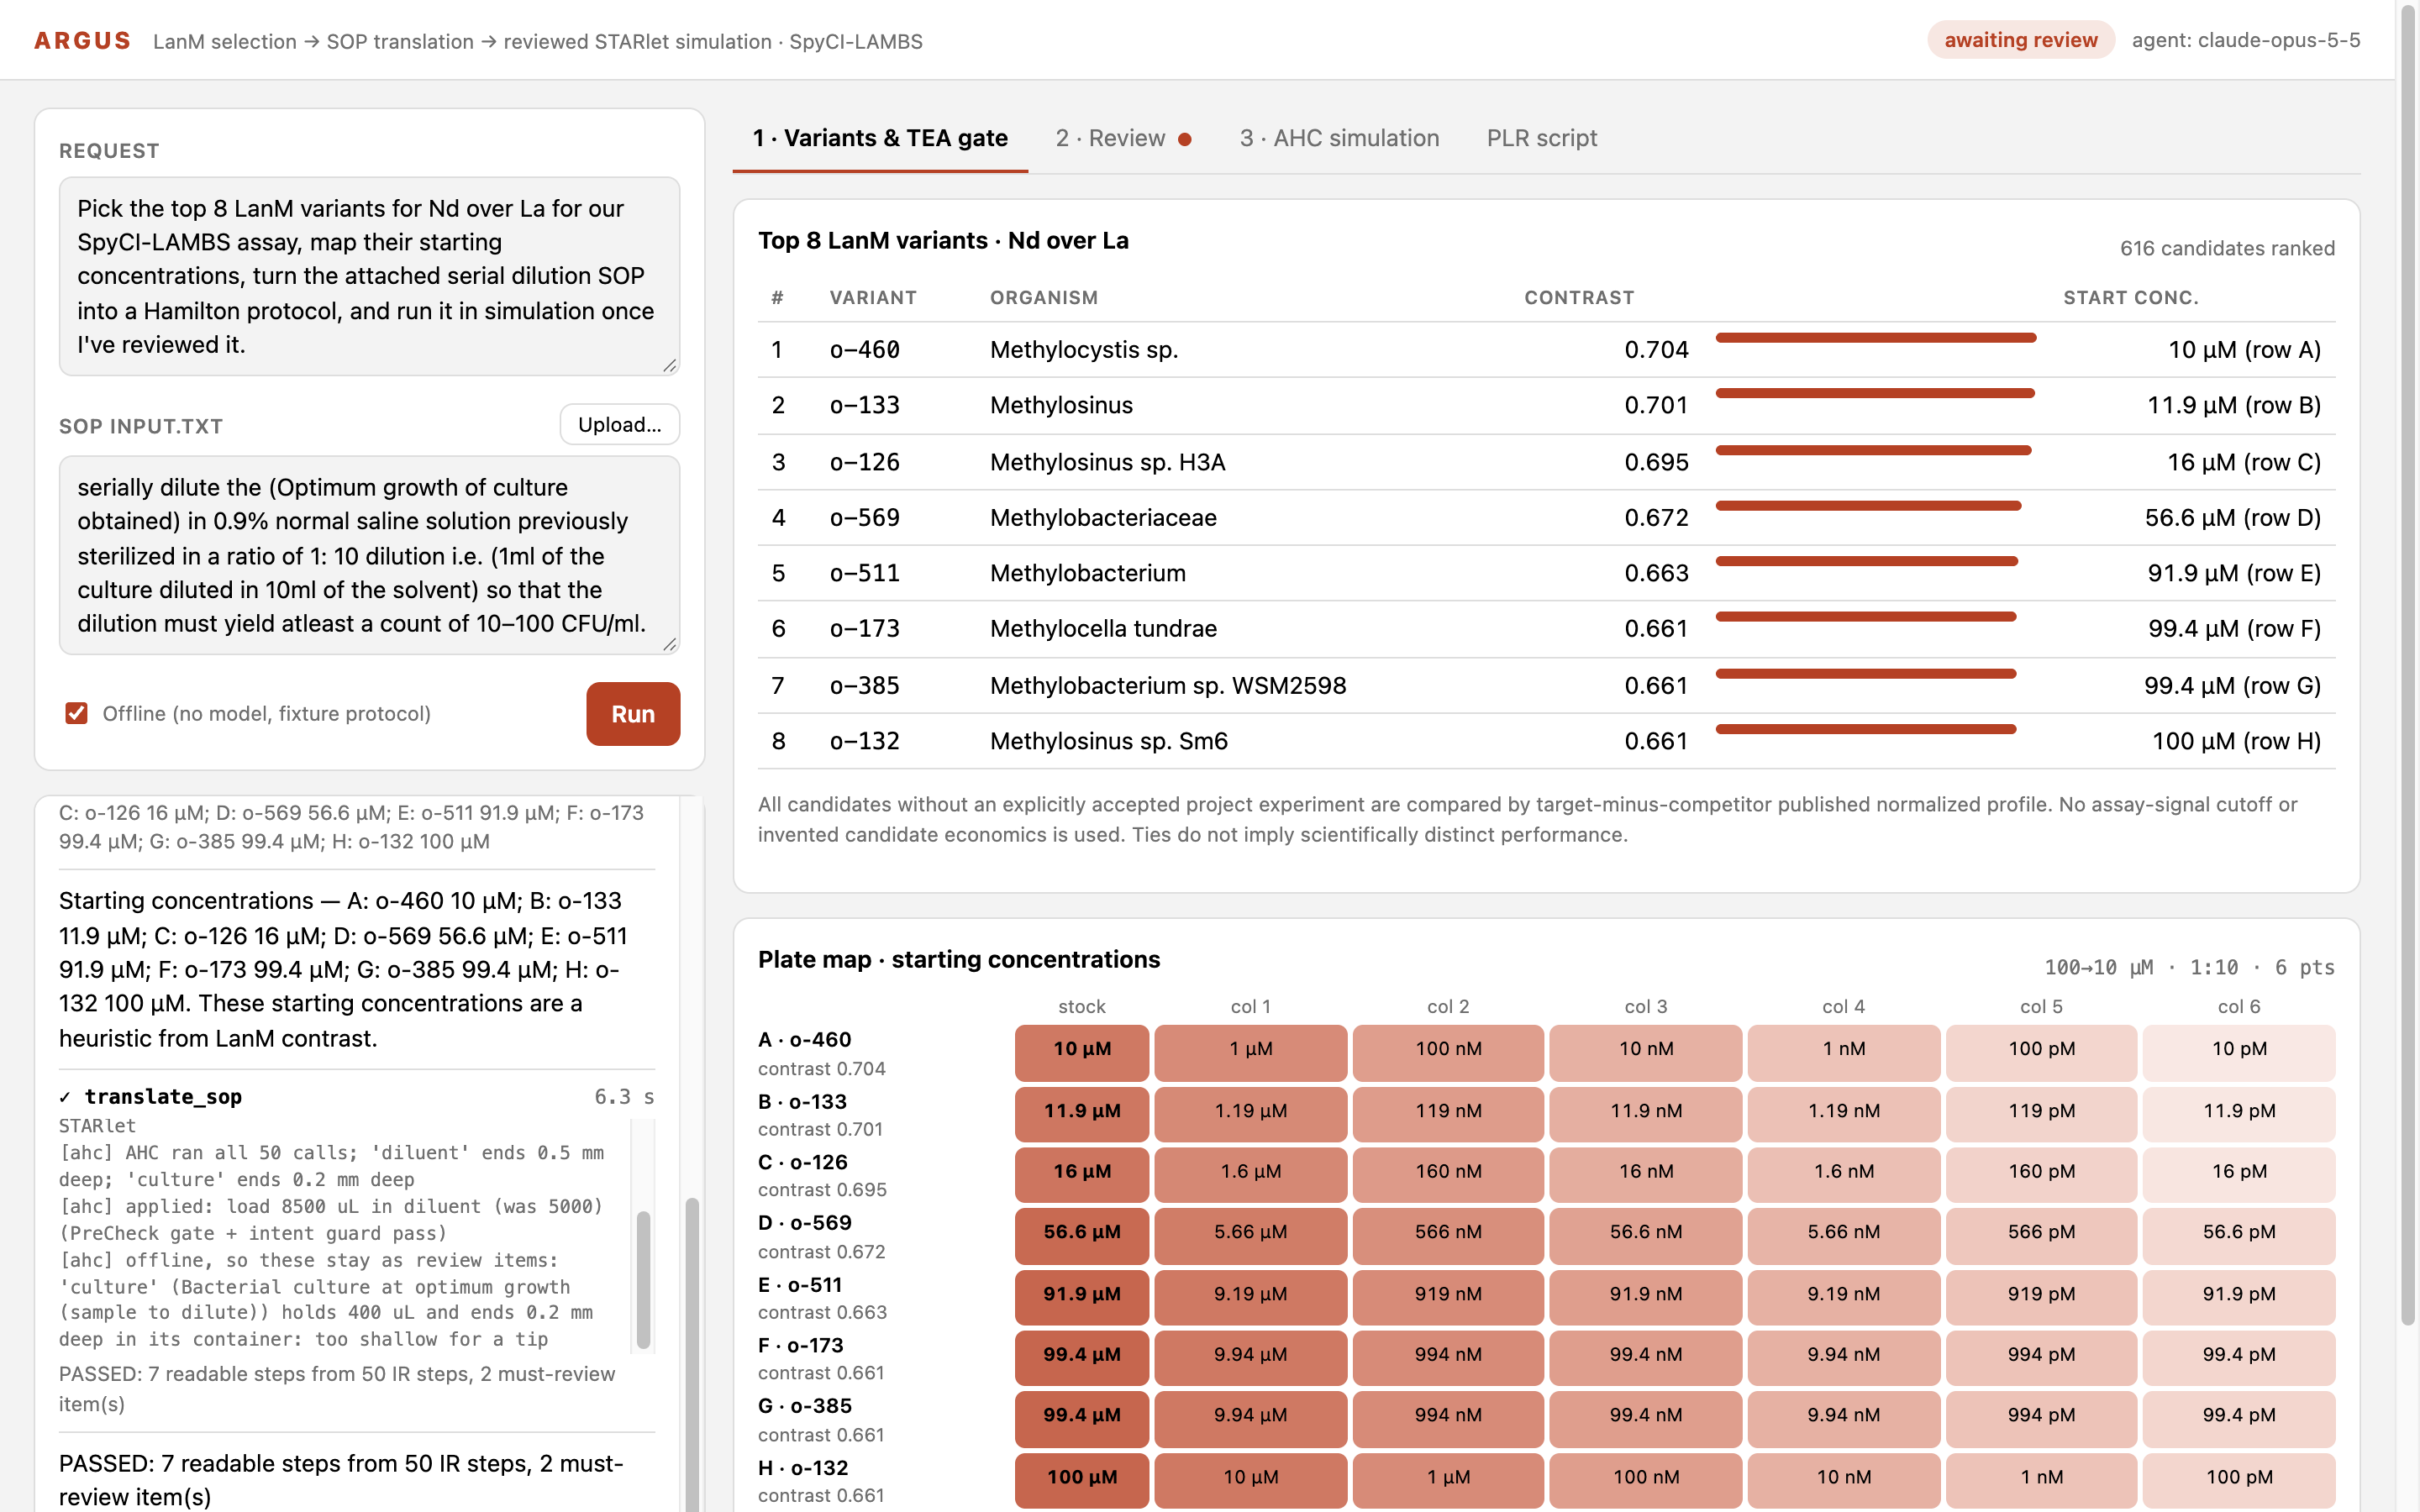 ARGUS LanM selection → SOP translation → reviewed STARlet simulation · SpyCI-LAMBS
awaiting review agent: claude-opus-5-5
REQUEST
Pick the top 8 LanM variants for Nd over La for our
SpyCI-LAMBS assay, map their starting
concentrations, turn the attached serial dilution SOP
into a Hamilton protocol, and run it in simulation once
I've reviewed it.
SOP INPUT.TXT
Upload...
serially dilute the (Optimum growth of culture
obtained) in 0.9% normal saline solution previously
sterilized in a ratio of 1: 10 dilution i.e. (1ml of the
culture diluted in 10ml of the solvent) so that the
dilution must yield atleast a count of 10–100 CFU/ml.
Offline (no model, fixture protocol)
Run
C: o-126 16 µM; D: o-569 56.6 µM; E: o-511 91.9 µM; F: o-173
99.4 µM; G: o-385 99.4 µM; H: o-132 100 µM
Starting concentrations — A: o-460 10 µM; B: o-133
11.9 µM; C: o-126 16 µM; D: o-569 56.6 µM; E: o-511
91.9 µM; F: o-173 99.4 µM; G: o-385 99.4 µM; H: o-
132 100 µM. These starting concentrations are a
heuristic from LanM contrast.
✓ translate_sop 6.3 s
STARlet
[ahc] AHC ran all 50 calls; 'diluent' ends 0.5 mm
deep; 'culture' ends 0.2 mm deep
[ahc] applied: load 8500 uL in diluent (was 5000)
(PreCheck gate + intent guard pass)
[ahc] offline, so these stay as review items:
'culture' (Bacterial culture at optimum growth
(sample to dilute)) holds 400 uL and ends 0.2 mm
deep in its container: too shallow for a tip
PASSED: 7 readable steps from 50 IR steps, 2 must-review
item(s)
PASSED: 7 readable steps from 50 IR steps, 2 must-
review item(s)
1 · Variants & TEA gate 2 · Review 3 · AHC simulation PLR script
Top 8 LanM variants · Nd over La
616 candidates ranked
# VARIANT ORGANISM CONTRAST START CONC.
1 o-460 Methylocystis sp. 0.704 10 µM (row A)
2 o-133 Methylosinus 0.701 11.9 µM (row B)
3 o-126 Methylosinus sp. H3A 0.695 16 µM (row C)
4 o-569 Methylobacteriaceae 0.672 56.6 µM (row D)
5 o-511 Methylobacterium 0.663 91.9 µM (row E)
6 o-173 Methylocella tundrae 0.661 99.4 µM (row F)
7 o-385 Methylobacterium sp. WSM2598 0.661 99.4 µM (row G)
8 o-132 Methylosinus sp. Sm6 0.661 100 µM (row H)
All candidates without an explicitly accepted project experiment are compared by target-minus-competitor published normalized profile. No assay-signal cutoff or
invented candidate economics is used. Ties do not imply scientifically distinct performance.
Plate map · starting concentrations
100→10 µM · 1:10 · 6 pts
stock col 1 col 2 col 3 col 4 col 5 col 6
A · o-460
contrast 0.704
10 µM 1 µM 100 nM 10 nM 1 nM 100 pM 10 pM
B · o-133
contrast 0.701
11.9 µM 1.19 µM 119 nM 11.9 nM 1.19 nM 119 pM 11.9 pM
C · o-126
contrast 0.695
16 µM 1.6 µM 160 nM 16 nM 1.6 nM 160 pM 16 pM
D · o-569
contrast 0.672
56.6 µM 5.66 µM 566 nM 56.6 nM 5.66 nM 566 pM 56.6 pM
E · o-511
contrast 0.663
91.9 µM 9.19 µM 919 nM 91.9 nM 9.19 nM 919 pM 91.9 pM
F · o-173
contrast 0.661
99.4 µM 9.94 µM 994 nM 99.4 nM 9.94 nM 994 pM 99.4 pM
G · o-385
contrast 0.661
99.4 µM 9.94 µM 994 nM 99.4 nM 9.94 nM 994 pM 99.4 pM
H · o-132
contrast 0.661
100 µM 10 µM 1 µM 100 nM 10 nM 1 nM 100 pM